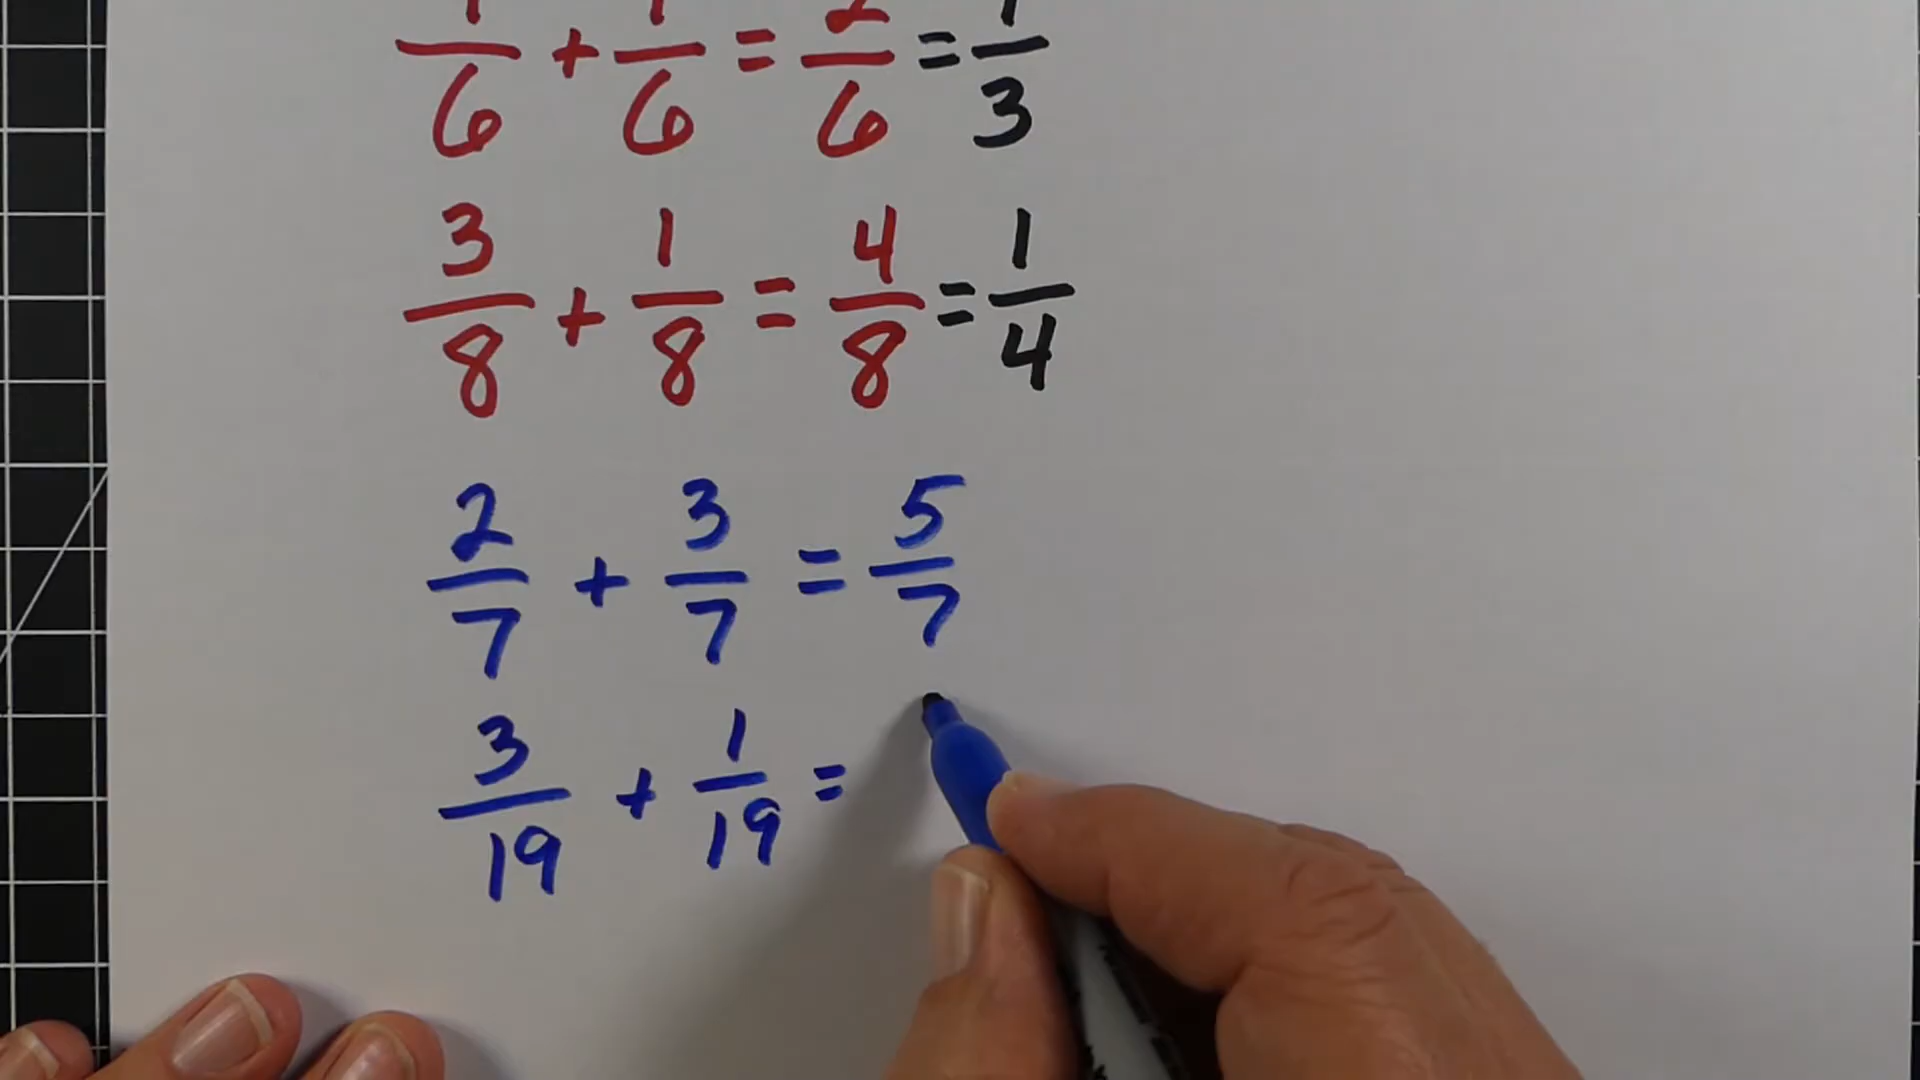 1/6 + 1/6 = 2/6 = 1/3
3/8 + 1/8 = 4/8 = 1/4
2/7 + 3/7 = 5/7
3/19 + 1/19 =